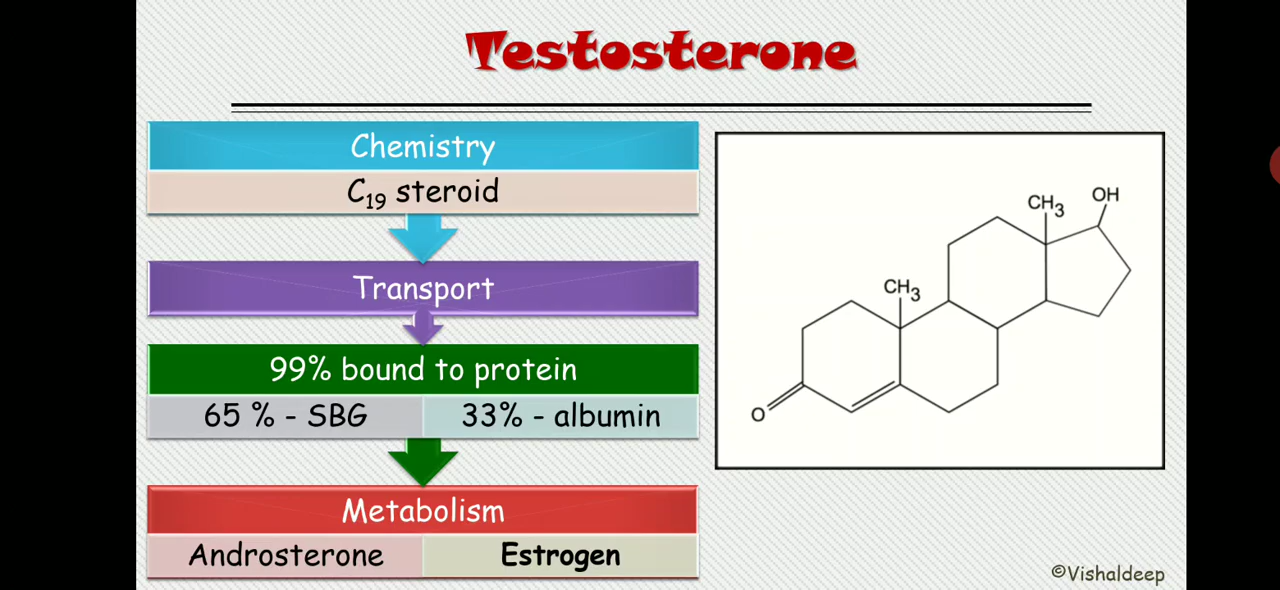 Testosterone
Chemistry
C₁₉ steroid
Transport
99% bound to protein
65 % - SBG
33% - albumin
Metabolism
Androsterone
Estrogen
CH₃
OH
CH₃
O
©Vishaldeep